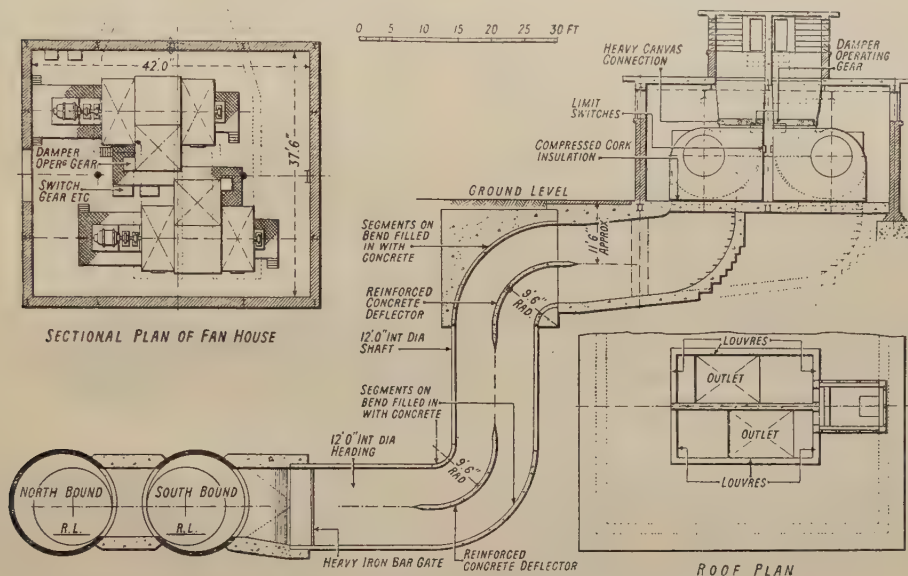 42.0"
37'.6"
DAMPER
OPERG GEAR
SWITCH
GEAR ETC
SECTIONAL PLAN OF FAN HOUSE
0 5 10 15 20 25 30 FT
HEAVY CANVAS
CONNECTION
DAMPER
OPERATING
GEAR
LIMIT
SWITCHES
COMPRESSED CORK
INSULATION
GROUND LEVEL
SEGMENTS ON
BEND FILLED
IN WITH
CONCRETE
11'6"
APPROX
REINFORCED
CONCRETE
DEFLECTOR
9'.6"
RAD.
12'.0" INT DIA
SHAFT
SEGMENTS ON
BEND FILLED IN
WITH CONCRETE
12'.0" INT DIA
HEADING
9'.6"
RAD
NORTH BOUND
R.L.
SOUTH BOUND
R.L.
HEAVY IRON BAR GATE
REINFORCED
CONCRETE DEFLECTOR
LOUVRES
OUTLET
OUTLET
LOUVRES
ROOF PLAN